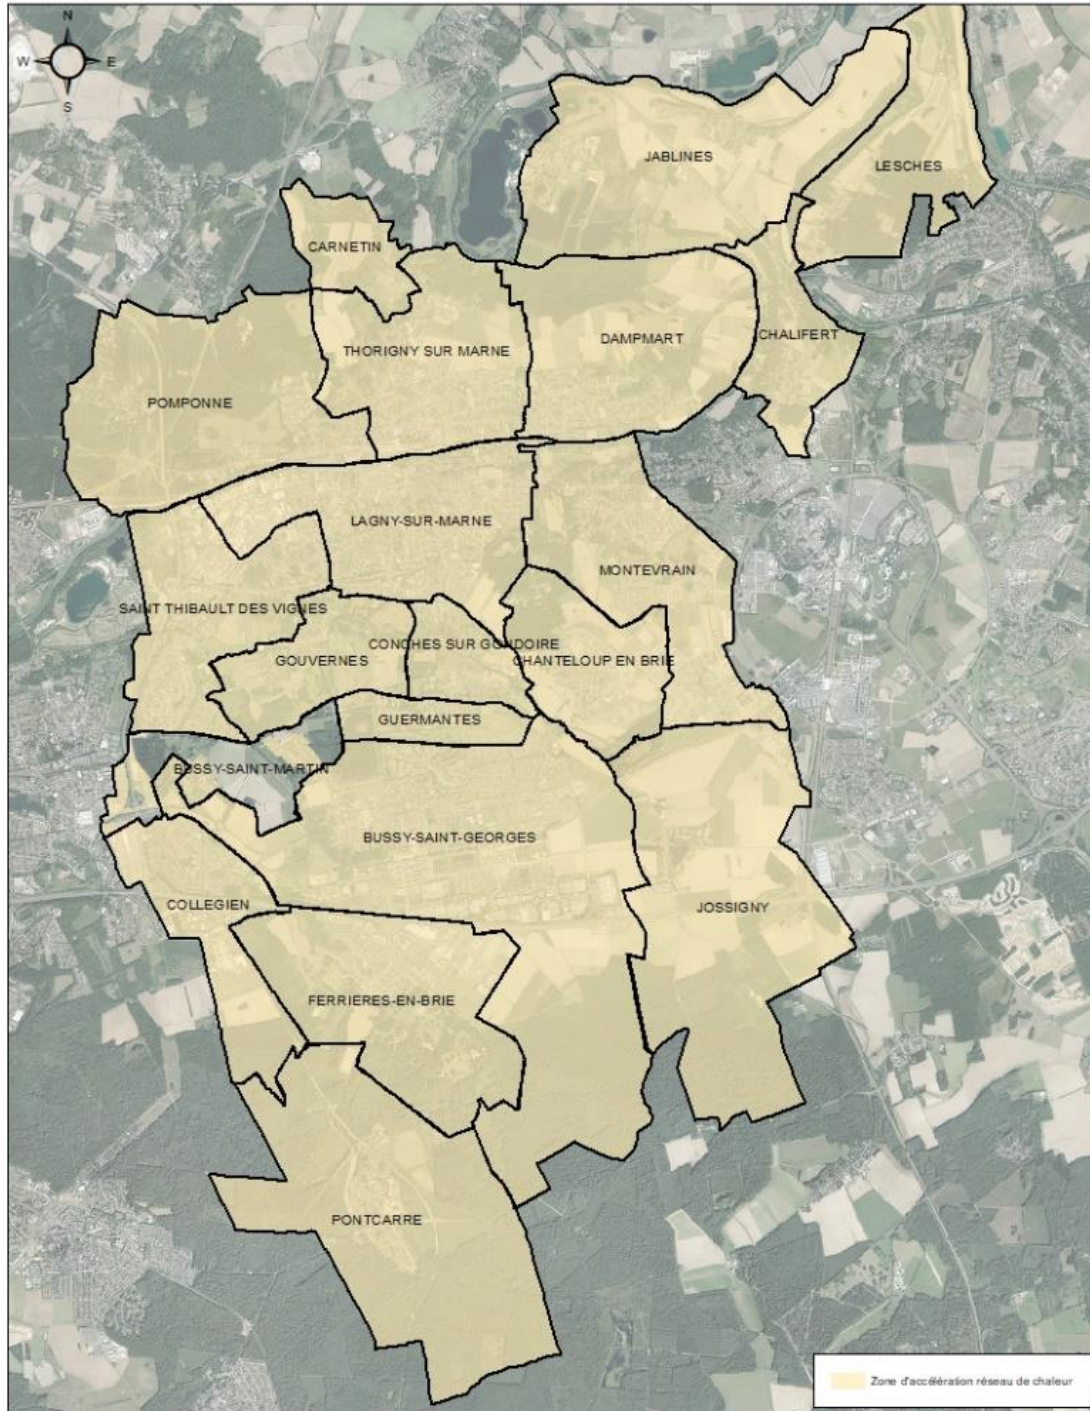 N
W
E
S
JABLINES
LESCHES
CARNETIN
CHALIFERT
DAMPMART
THORIGNY SUR MARNE
POMPONNE
LAGNY-SUR-MARNE
MONTEVRAIN
SAINT THIBAULT DES VIGNES
CONCHES SUR GONDOIRE
GOUVERNES
CHANTELOUP EN BRIE
GUERMANTES
BUSSY-SAINT-MARTIN
BUSSY-SAINT-GEORGES
COLLEGIEN
JOSSIGNY
FERRIERES-EN-BRIE
PONTCARRE
Zone d'accélération réseau de chaleur